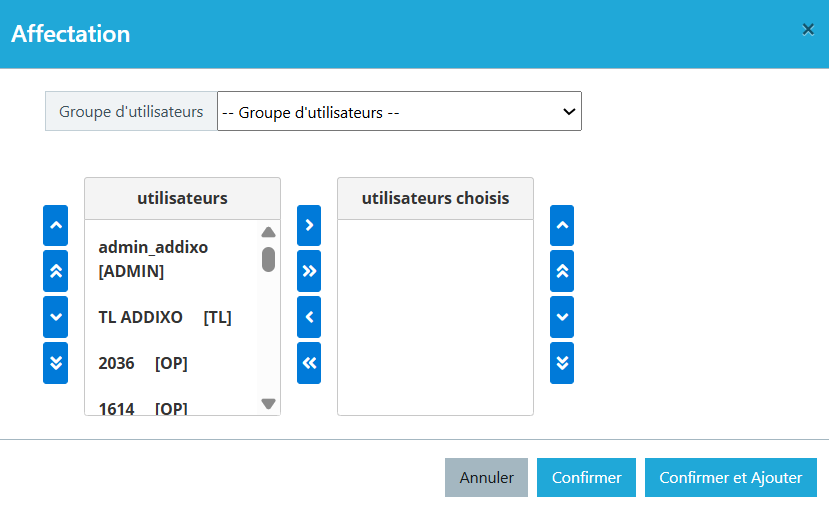 Affectation
×
Groupe d'utilisateurs
-- Groupe d'utilisateurs --
utilisateurs
utilisateurs choisis
admin_addixo
[ADMIN]
TL ADDIXO [TL]
2036 [OP]
1614 [OP]
Annuler
Confirmer
Confirmer et Ajouter